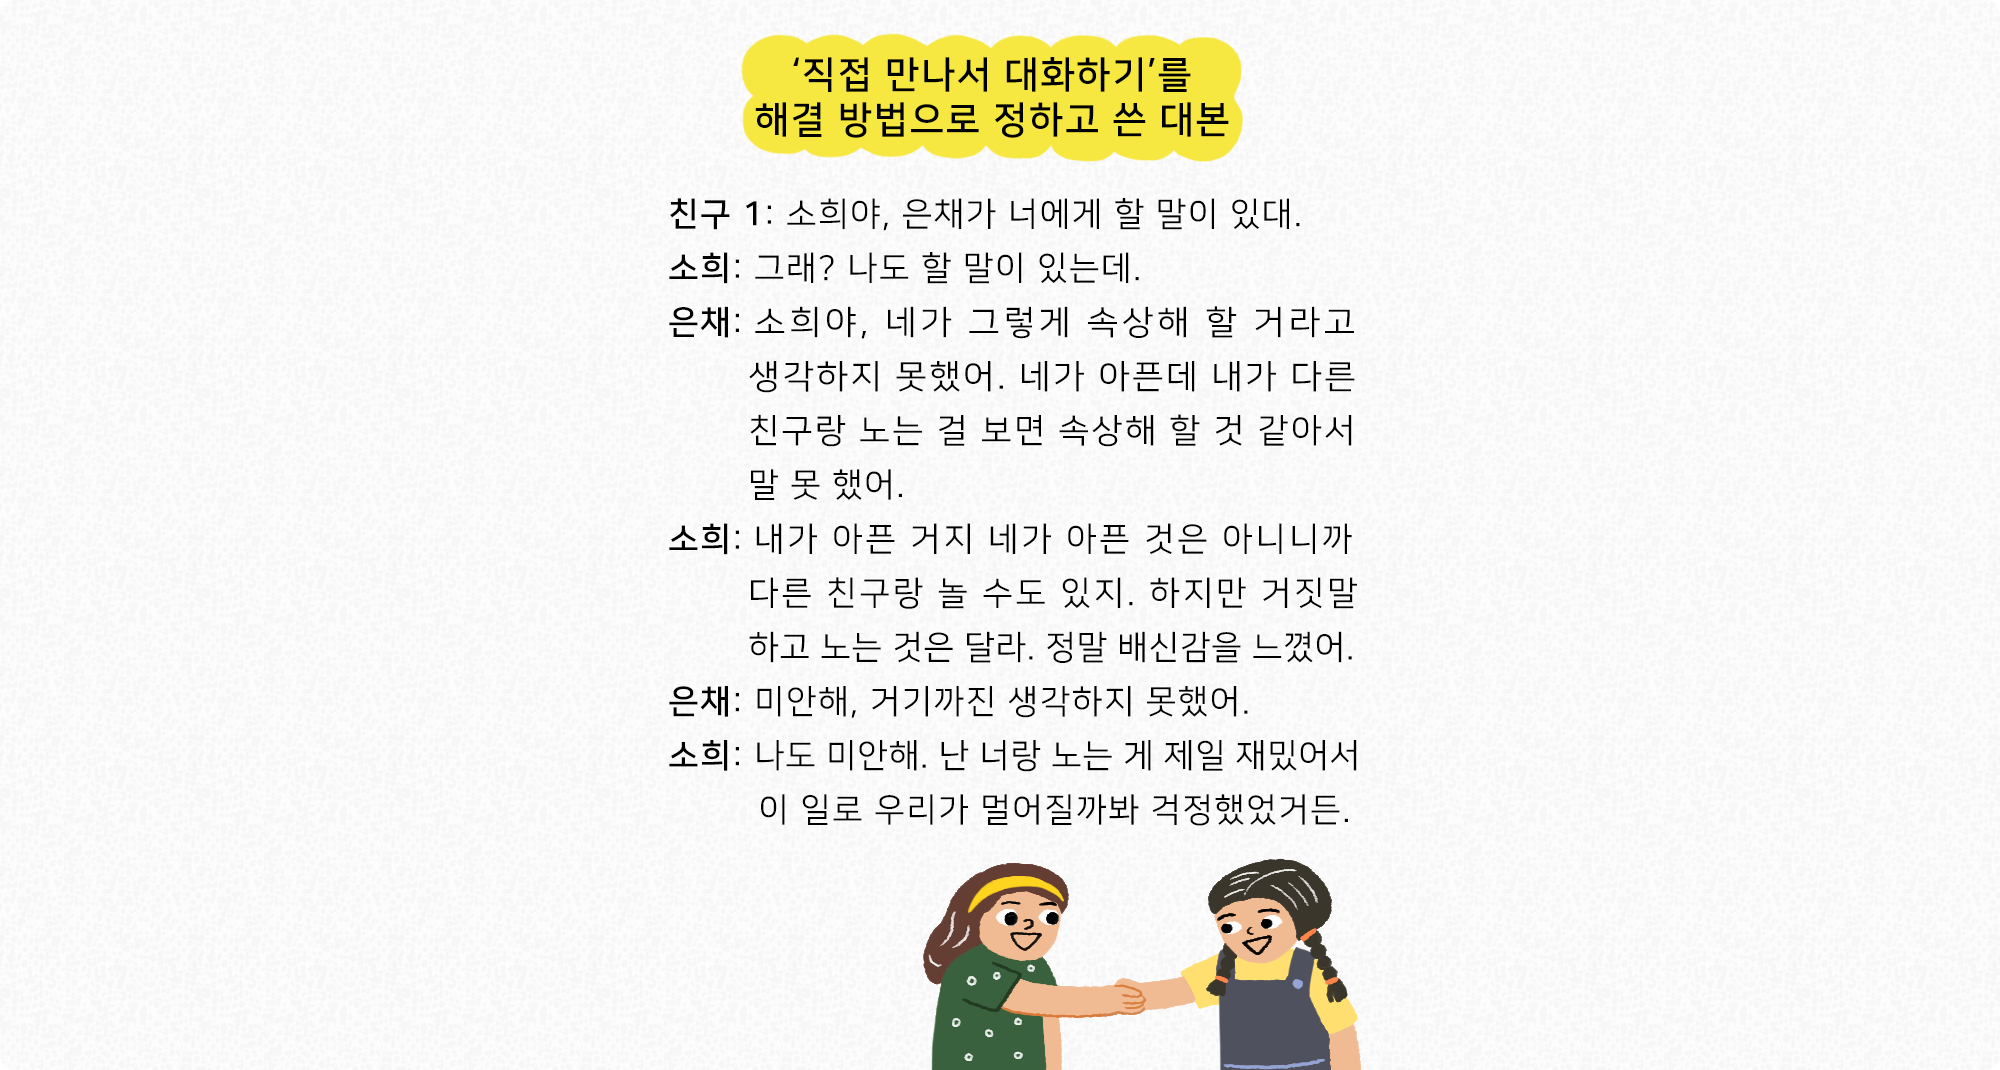 ‘직접 만나서 대화하기’를
해결 방법으로 정하고 쓴 대본
친구 1: 소희야, 은채가 너에게 할 말이 있대.
소희: 그래? 나도 할 말이 있는데.
은채: 소희야, 네가 그렇게 속상해 할 거라고
생각하지 못했어. 네가 아픈데 내가 다른
친구랑 노는 걸 보면 속상해 할 것 같아서
말 못 했어.
소희: 내가 아픈 거지 네가 아픈 것은 아니니까
다른 친구랑 놀 수도 있지. 하지만 거짓말
하고 노는 것은 달라. 정말 배신감을 느꼈어.
은채: 미안해, 거기까진 생각하지 못했어.
소희: 나도 미안해. 난 너랑 노는 게 제일 재밌어서
이 일로 우리가 멀어질까봐 걱정했었거든.